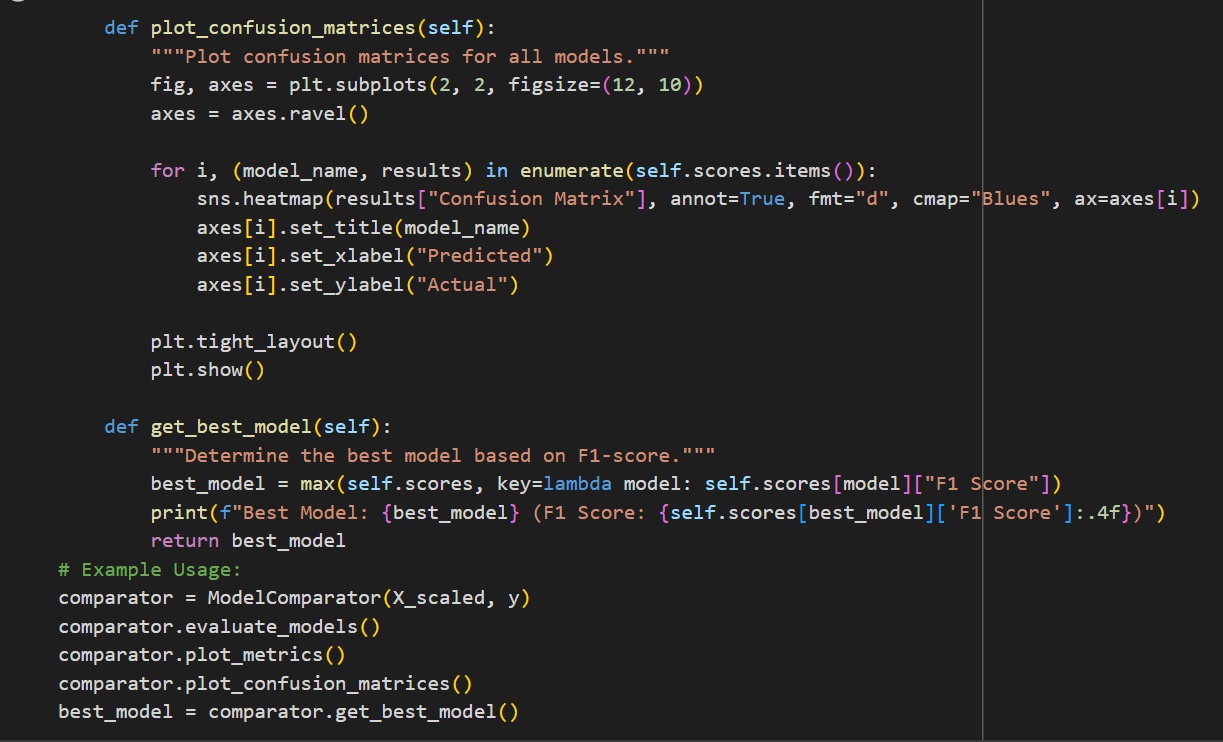 def plot_confusion_matrices(self):
        """Plot confusion matrices for all models."""
        fig, axes = plt.subplots(2, 2, figsize=(12, 10))
        axes = axes.ravel()

        for i, (model_name, results) in enumerate(self.scores.items()):
            sns.heatmap(results["Confusion Matrix"], annot=True, fmt="d", cmap="Blues", ax=axes[i])
            axes[i].set_title(model_name)
            axes[i].set_xlabel("Predicted")
            axes[i].set_ylabel("Actual")

        plt.tight_layout()
        plt.show()

    def get_best_model(self):
        """Determine the best model based on F1-score."""
        best_model = max(self.scores, key=lambda model: self.scores[model]["F1 Score"])
        print(f"Best Model: {best_model} (F1 Score: {self.scores[best_model]['F1 Score']:.4f})")
        return best_model
# Example Usage:
comparator = ModelComparator(X_scaled, y)
comparator.evaluate_models()
comparator.plot_metrics()
comparator.plot_confusion_matrices()
best_model = comparator.get_best_model()